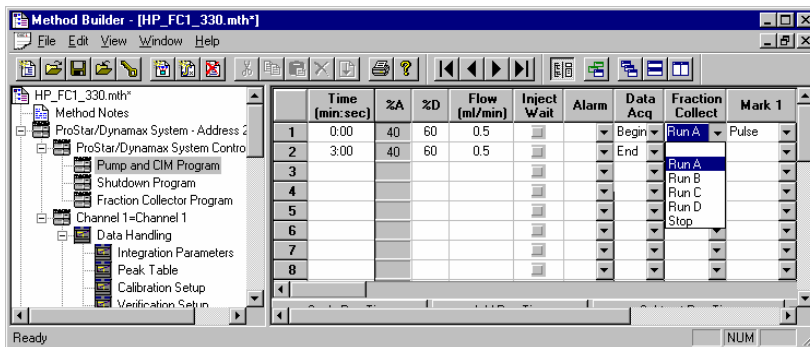 Method Builder - [HP_FC1_330.mth*]
File Edit View Window Help
HP_FC1_330.mth*
Method Notes
ProStar/Dynamax System - Address 2
ProStar/Dynamax System Contro
Pump and CIM Program
Shutdown Program
Fraction Collector Program
Channel 1=Channel 1
Data Handling
Integration Parameters
Peak Table
Calibration Setup
Verification Setup
Time (min:sec) %A %D Flow (ml/min) Inject Wait Alarm Data Acq Fraction Collect Mark 1
1 0:00 40 60 0.5 Begin Run A Pulse
2 3:00 40 60 0.5 End
3
4
5
6
7
8
Run A
Run B
Run C
Run D
Stop
Ready
NUM